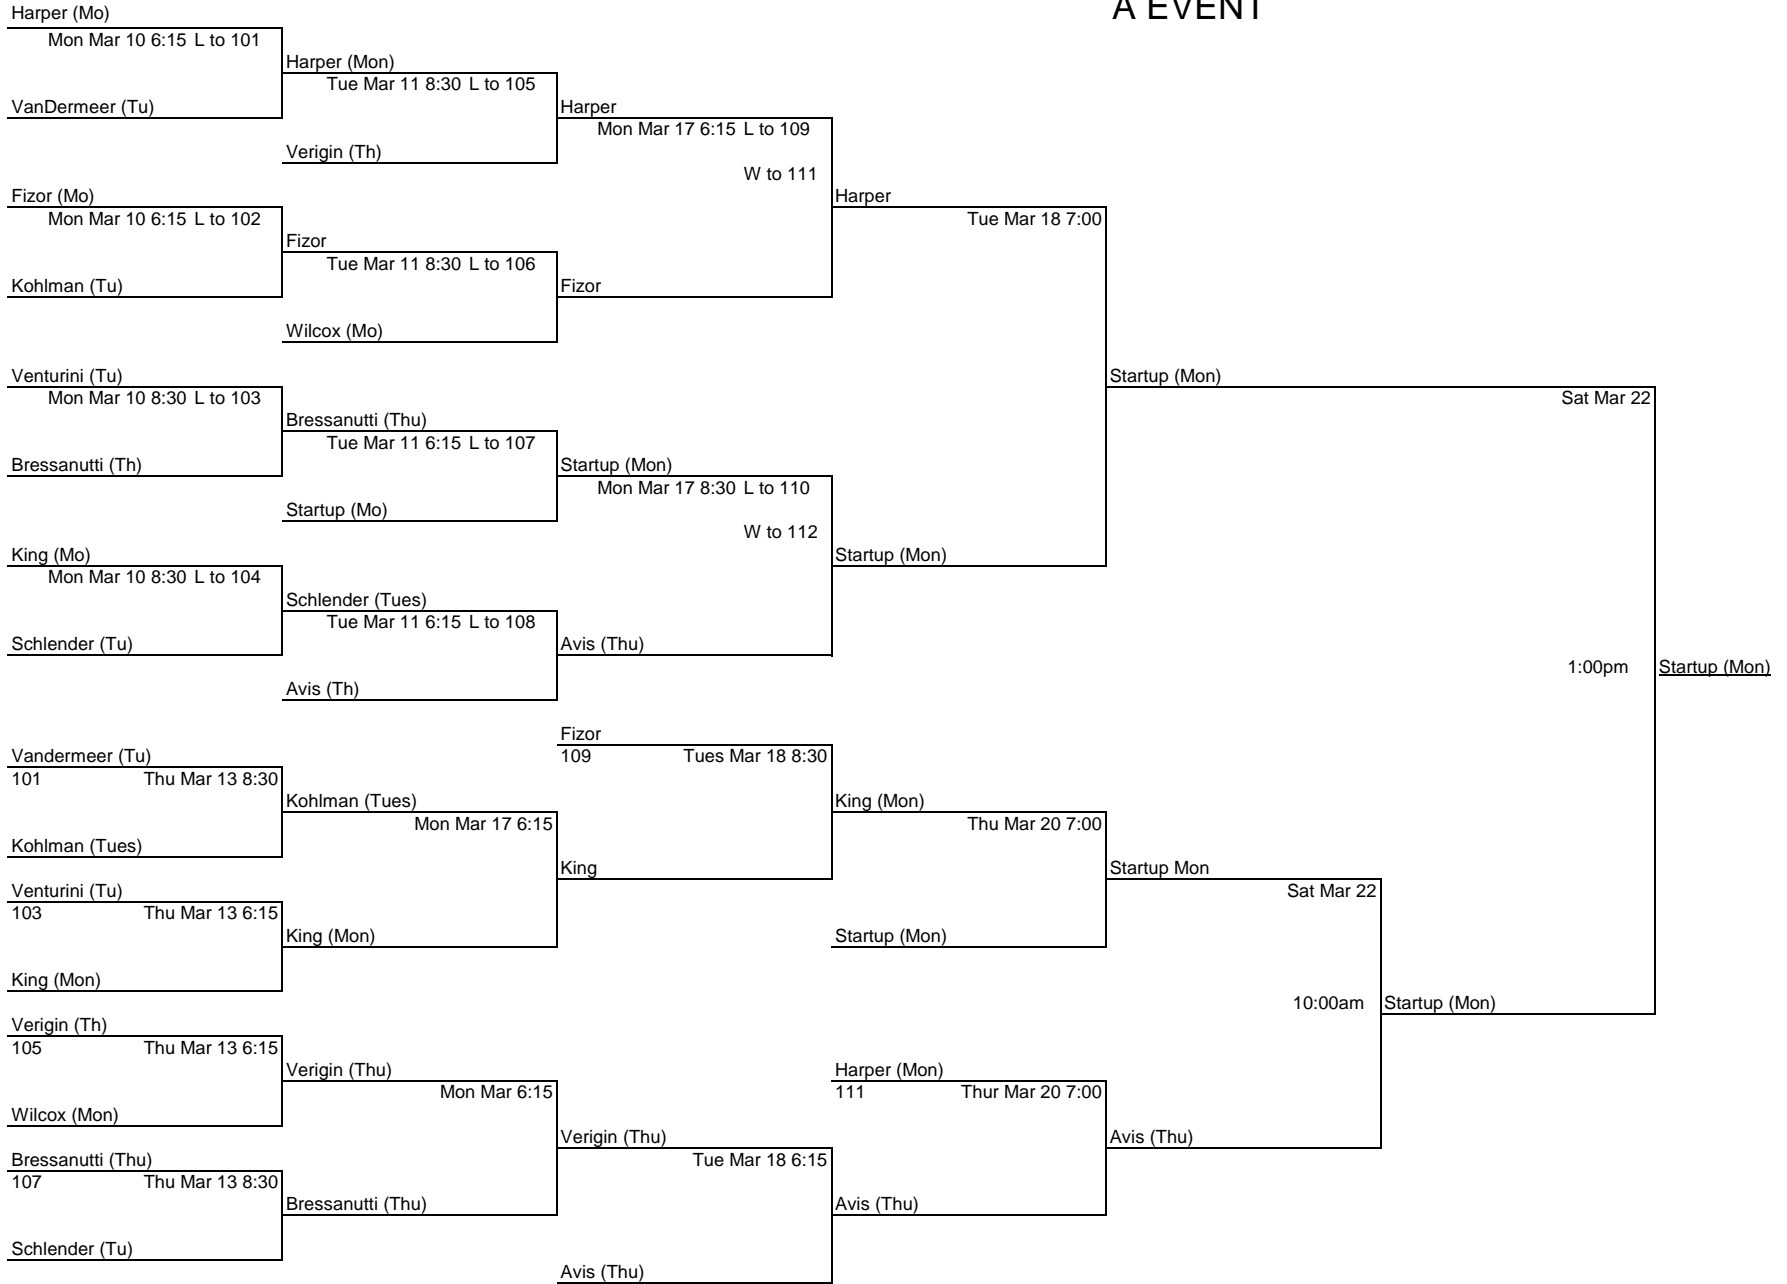 A EVENT
Harper (Mo)
Mon Mar 10 6:15 L to 101
Harper (Mon)
Tue Mar 11 8:30 L to 105
VanDermeer (Tu)
Harper
Mon Mar 17 6:15 L to 109
Verigin (Th)
W to 111
Fizor (Mo)
Harper
Mon Mar 10 6:15 L to 102
Tue Mar 18 7:00
Fizor
Tue Mar 11 8:30 L to 106
Kohlman (Tu)
Fizor
Wilcox (Mo)
Venturini (Tu)
Startup (Mon)
Mon Mar 10 8:30 L to 103
Sat Mar 22
Bressanutti (Thu)
Tue Mar 11 6:15 L to 107
Bressanutti (Th)
Startup (Mon)
Mon Mar 17 8:30 L to 110
Startup (Mo)
W to 112
King (Mo)
Startup (Mon)
Mon Mar 10 8:30 L to 104
Schlender (Tues)
Tue Mar 11 6:15 L to 108
Schlender (Tu)
Avis (Thu)
1:00pm
Startup (Mon)
Avis (Th)
Fizor
Vandermeer (Tu)
109 Tues Mar 18 8:30
101 Thu Mar 13 8:30
Kohlman (Tues)
King (Mon)
Mon Mar 17 6:15
Thu Mar 20 7:00
Kohlman (Tues)
King
Startup Mon
Venturini (Tu)
Sat Mar 22
103 Thu Mar 13 6:15
King (Mon)
Startup (Mon)
King (Mon)
10:00am
Startup (Mon)
Verigin (Th)
105 Thu Mar 13 6:15
Verigin (Thu)
Harper (Mon)
Mon Mar 6:15
111 Thur Mar 20 7:00
Wilcox (Mon)
Verigin (Thu)
Avis (Thu)
Bressanutti (Thu)
Tue Mar 18 6:15
107 Thu Mar 13 8:30
Bressanutti (Thu)
Avis (Thu)
Schlender (Tu)
Avis (Thu)